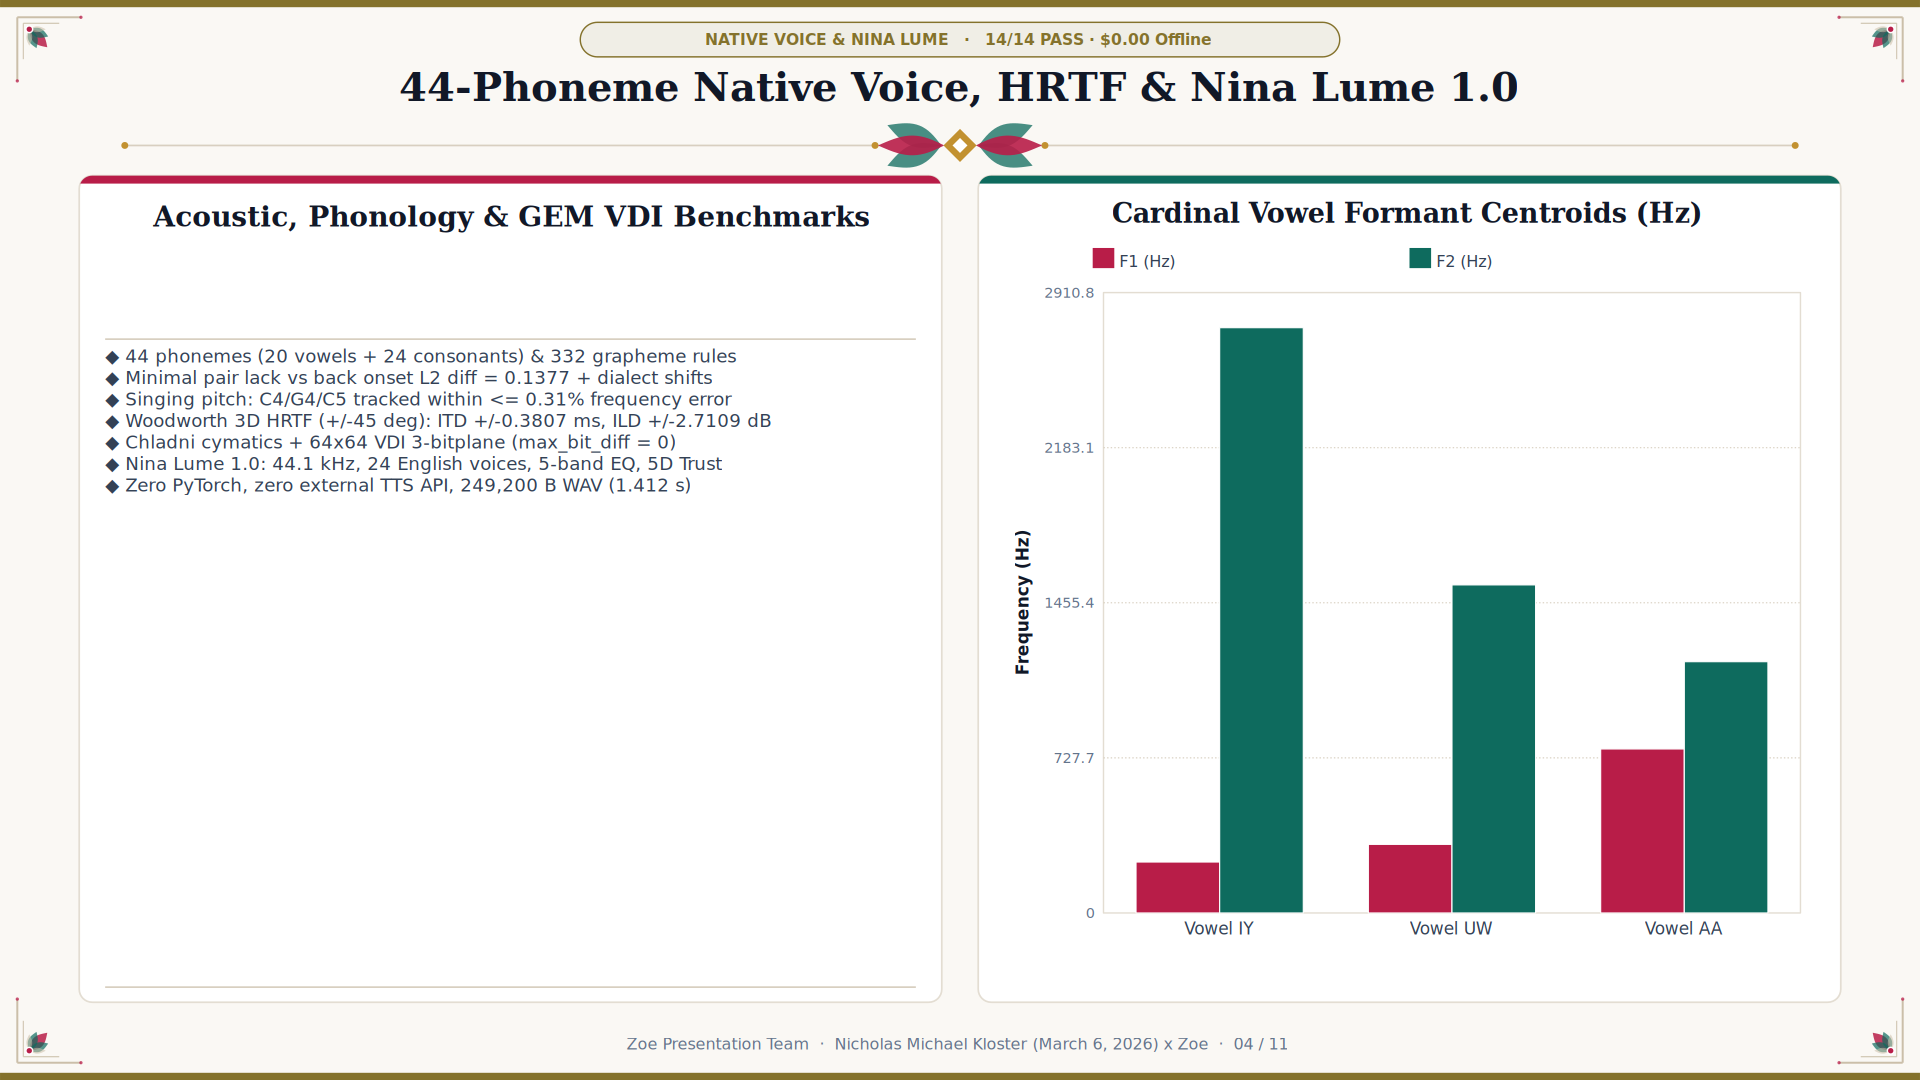 NATIVE VOICE & NINA LUME · 14/14 PASS · $0.00 Offline
44-Phoneme Native Voice, HRTF & Nina Lume 1.0
Acoustic, Phonology & GEM VDI Benchmarks
◆ 44 phonemes (20 vowels + 24 consonants) & 332 grapheme rules
◆ Minimal pair lack vs back onset L2 diff = 0.1377 + dialect shifts
◆ Singing pitch: C4/G4/C5 tracked within <= 0.31% frequency error
◆ Woodworth 3D HRTF (+/-45 deg): ITD +/-0.3807 ms, ILD +/-2.7109 dB
◆ Chladni cymatics + 64x64 VDI 3-bitplane (max_bit_diff = 0)
◆ Nina Lume 1.0: 44.1 kHz, 24 English voices, 5-band EQ, 5D Trust
◆ Zero PyTorch, zero external TTS API, 249,200 B WAV (1.412 s)
Cardinal Vowel Formant Centroids (Hz)
F1 (Hz) F2 (Hz)
2910.8
2183.1
1455.4
727.7
0
Frequency (Hz)
Vowel IY Vowel UW Vowel AA
Zoe Presentation Team · Nicholas Michael Kloster (March 6, 2026) x Zoe · 04 / 11